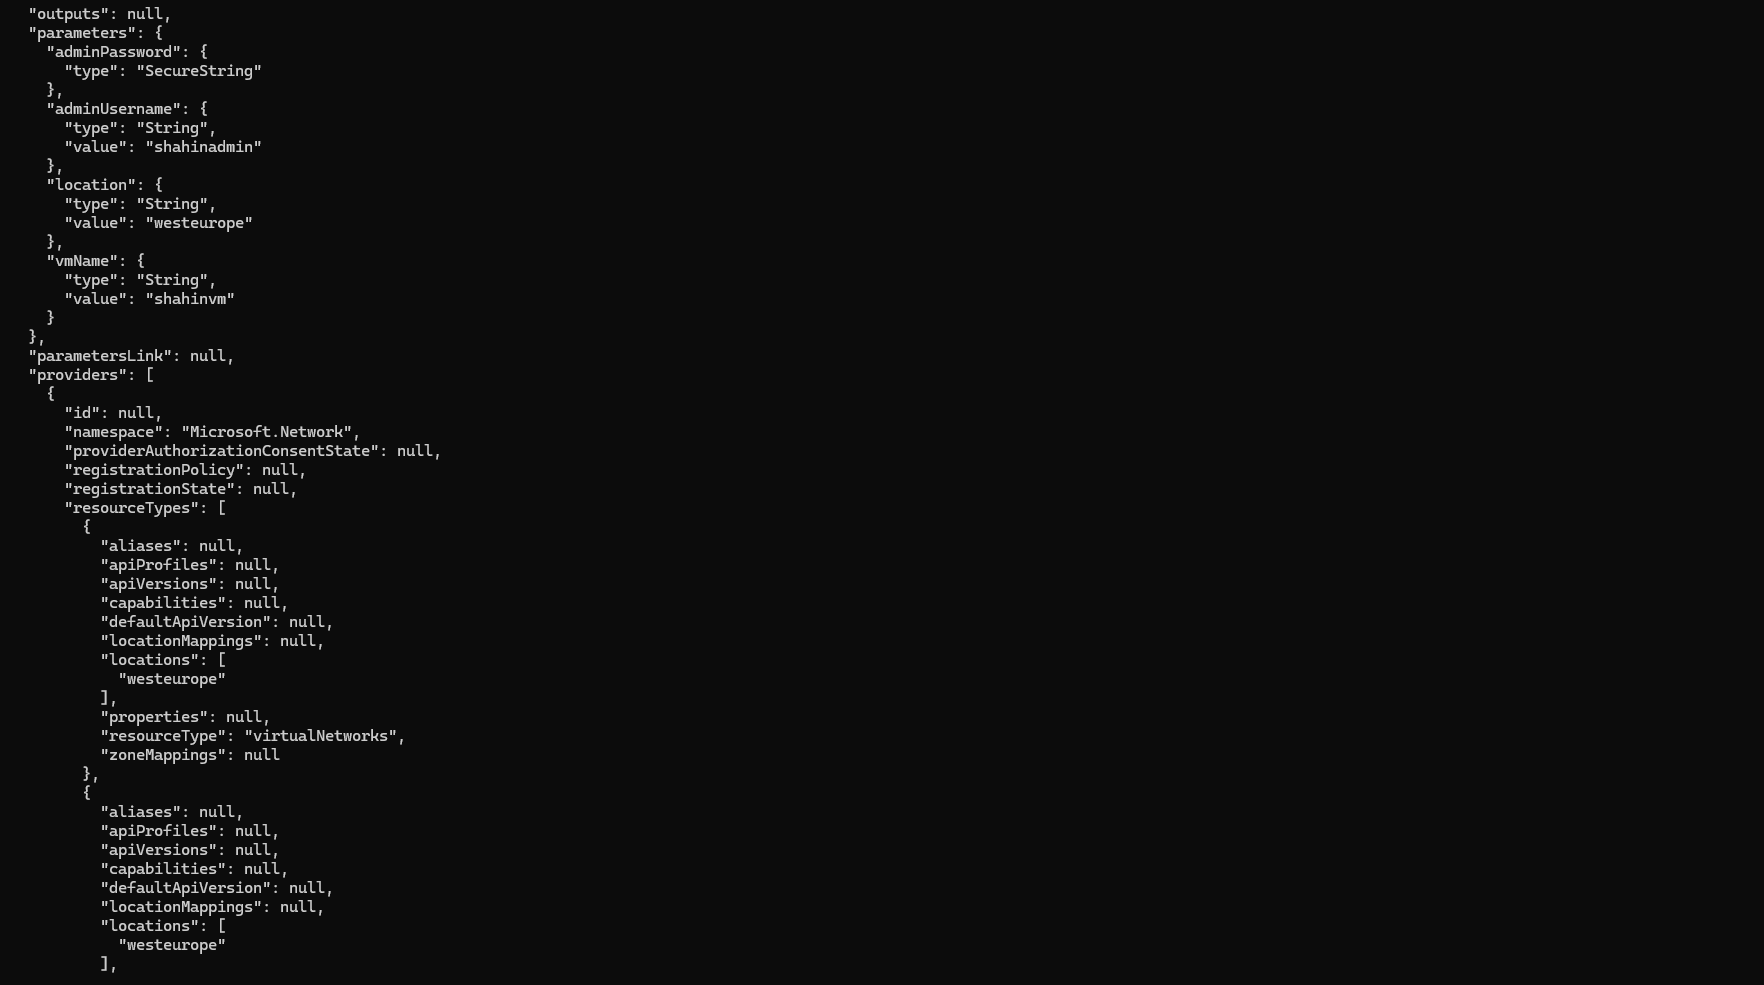 "outputs": null,
"parameters": {
"adminPassword": {
"type": "SecureString"
},
"adminUsername": {
"type": "String",
"value": "shahinadmin"
},
"location": {
"type": "String",
"value": "westeurope"
},
"vmName": {
"type": "String",
"value": "shahinvm"
}
},
"parametersLink": null,
"providers": [
{
"id": null,
"namespace": "Microsoft.Network",
"providerAuthorizationConsentState": null,
"registrationPolicy": null,
"registrationState": null,
"resourceTypes": [
{
"aliases": null,
"apiProfiles": null,
"apiVersions": null,
"capabilities": null,
"defaultApiVersion": null,
"locationMappings": null,
"locations": [
"westeurope"
],
"properties": null,
"resourceType": "virtualNetworks",
"zoneMappings": null
},
{
"aliases": null,
"apiProfiles": null,
"apiVersions": null,
"capabilities": null,
"defaultApiVersion": null,
"locationMappings": null,
"locations": [
"westeurope"
],